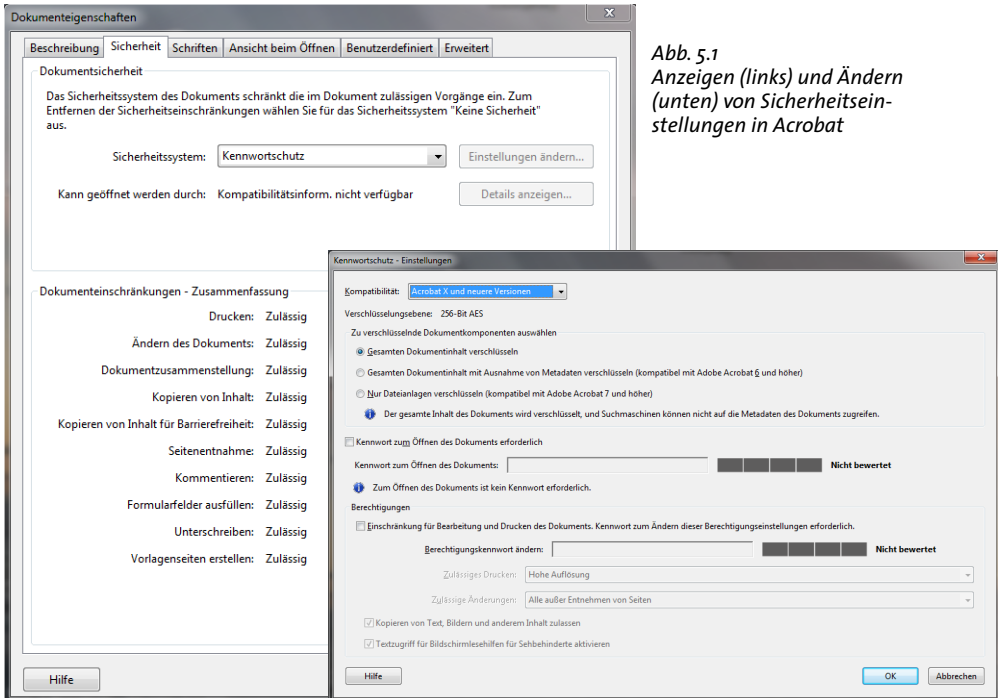 Dokumenteigenschaften
Beschreibung Sicherheit Schriften Ansicht beim Öffnen Benutzerdefiniert Erweitert
Dokumentsicherheit
Das Sicherheitssystem des Dokuments schränkt die im Dokument zulässigen Vorgänge ein. Zum
Entfernen der Sicherheitseinschränkungen wählen Sie für das Sicherheitssystem "Keine Sicherheit"
aus.
Sicherheitssystem: Kennwortschutz Einstellungen ändern...
Kann geöffnet werden durch: Kompatibilitätsinform. nicht verfügbar Details anzeigen...
Dokumenteinschränkungen - Zusammenfassung
Drucken: Zulässig
Ändern des Dokuments: Zulässig
Dokumentzusammenstellung: Zulässig
Kopieren von Inhalt: Zulässig
Kopieren von Inhalt für Barrierefreiheit: Zulässig
Seitenentnahme: Zulässig
Kommentieren: Zulässig
Formularfelder ausfüllen: Zulässig
Unterschreiben: Zulässig
Vorlagenseiten erstellen: Zulässig
Hilfe
Abb. 5.1
Anzeigen (links) und Ändern
(unten) von Sicherheitsein-
stellungen in Acrobat
Kennwortschutz - Einstellungen
Kompatibilität: Acrobat X und neuere Versionen
Verschlüsselungsebene: 256-Bit AES
Zu verschlüsselnde Dokumentkomponenten auswählen
Gesamten Dokumentinhalt verschlüsseln
Gesamten Dokumentinhalt mit Ausnahme von Metadaten verschlüsseln (kompatibel mit Adobe Acrobat 6 und höher)
Nur Dateianlagen verschlüsseln (kompatibel mit Adobe Acrobat 7 und höher)
Der gesamte Inhalt des Dokuments wird verschlüsselt, und Suchmaschinen können nicht auf die Metadaten des Dokuments zugreifen.
Kennwort zum Öffnen des Dokuments erforderlich
Kennwort zum Öffnen des Dokuments: Nicht bewertet
Zum Öffnen des Dokuments ist kein Kennwort erforderlich.
Berechtigungen
Einschränkung für Bearbeitung und Drucken des Dokuments. Kennwort zum Ändern dieser Berechtigungseinstellungen erforderlich.
Berechtigungskennwort ändern: Nicht bewertet
Zulässiges Drucken: Hohe Auflösung
Zulässige Änderungen: Alle außer Entnehmen von Seiten
Kopieren von Text, Bildern und anderem Inhalt zulassen
Textzugriff für Bildschirmlesehilfen für Sehbehinderte aktivieren
Hilfe OK Abbrechen